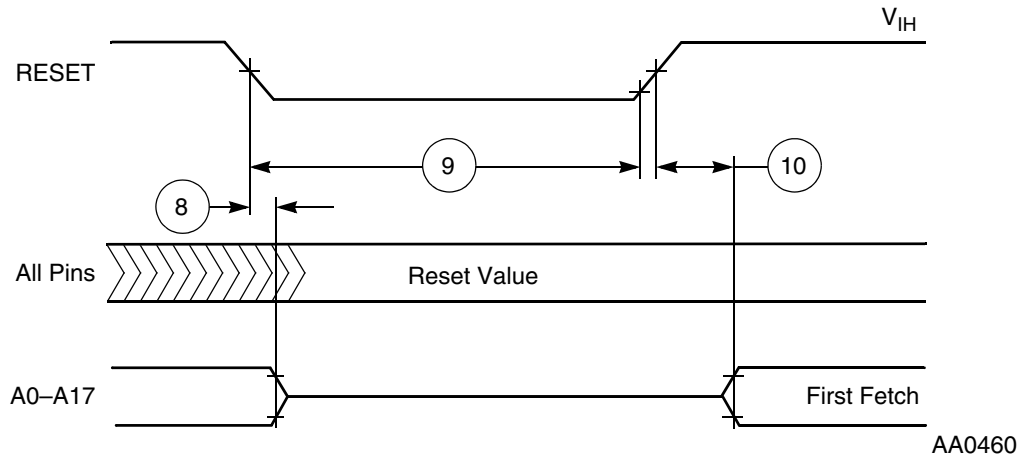 V_IH
RESET
9
10
8
All Pins
Reset Value
A0–A17
First Fetch
AA0460